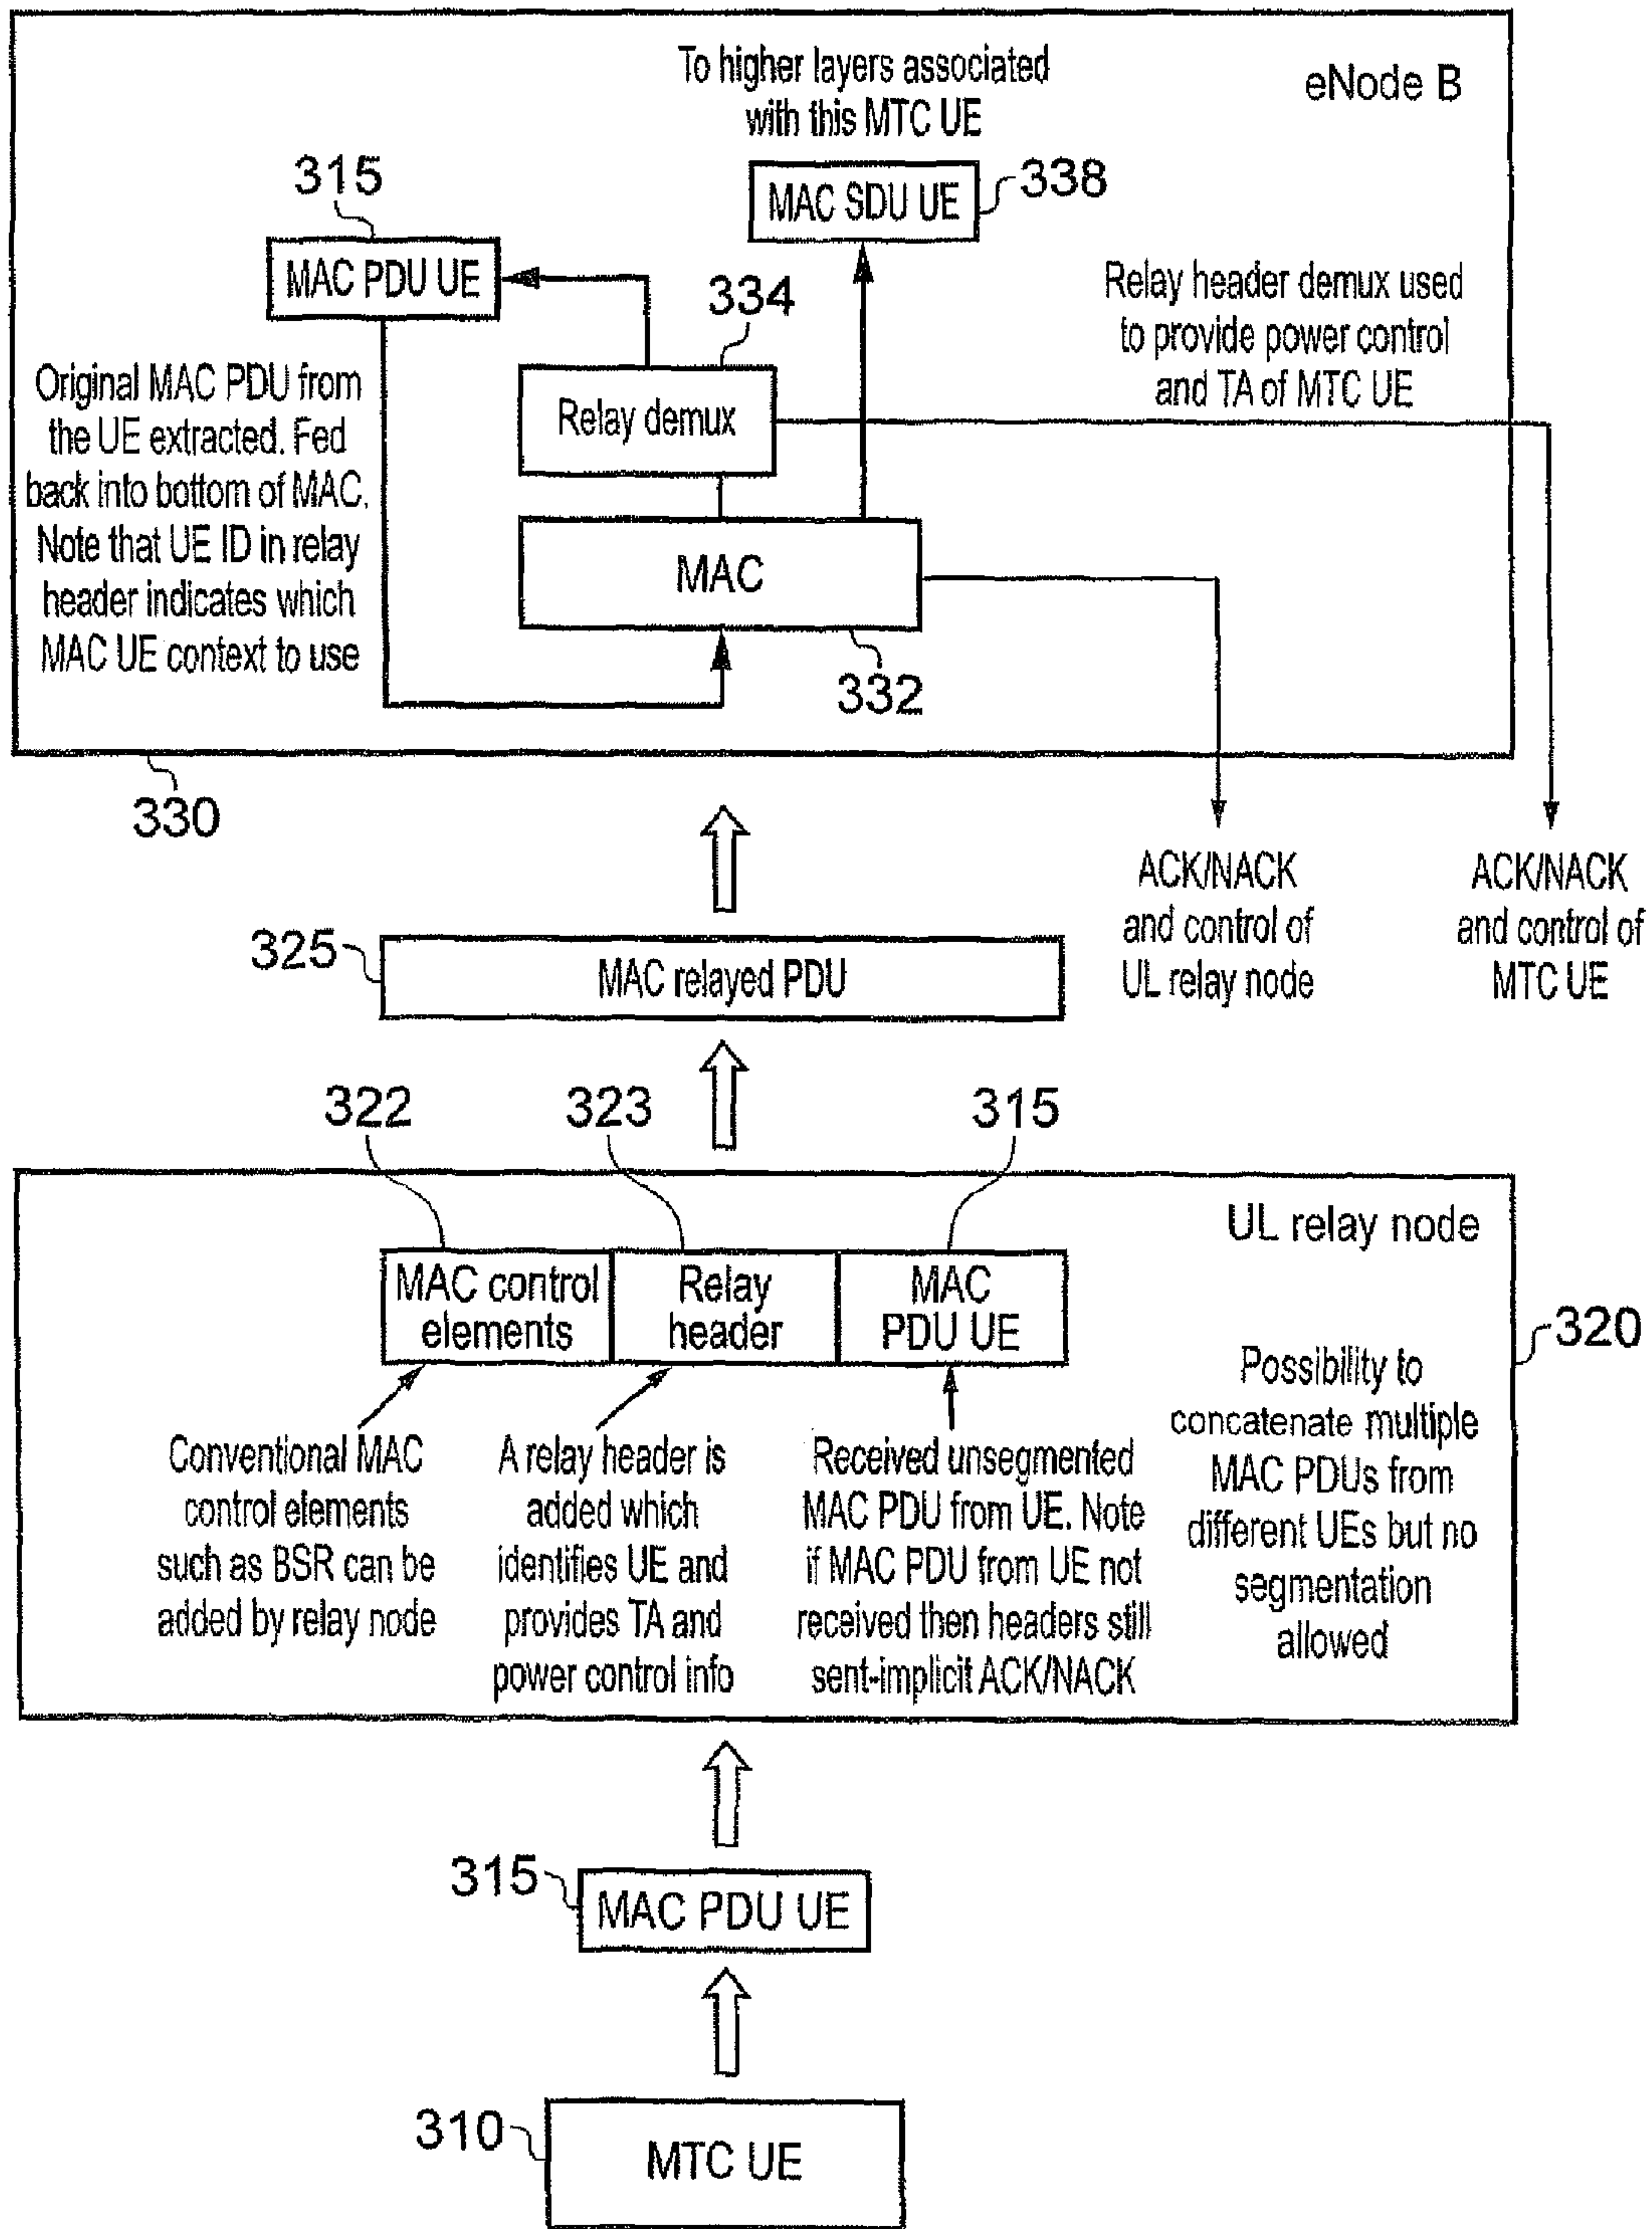 To higher layers associated
with this MTC UE
eNode B
315
MAC SDU UE
338
MAC PDU UE
334
Relay header demux used
to provide power control
and TA of MTC UE
Original MAC PDU from
the UE extracted. Fed
back into bottom of MAC.
Note that UE ID in relay
header indicates which
MAC UE context to use
Relay demux
MAC
332
330
ACK/NACK
and control of
UL relay node
ACK/NACK
and control of
MTC UE
325
MAC relayed PDU
322
323
315
UL relay node
MAC control
elements
Relay
header
MAC
PDU UE
320
Conventional MAC
control elements
such as BSR can be
added by relay node
A relay header is
added which
identifies UE and
provides TA and
power control info
Received unsegmented
MAC PDU from UE. Note
if MAC PDU from UE not
received then headers still
sent-implicit ACK/NACK
Possibility to
concatenate multiple
MAC PDUs from
different UEs but no
segmentation
allowed
315
MAC PDU UE
310
MTC UE